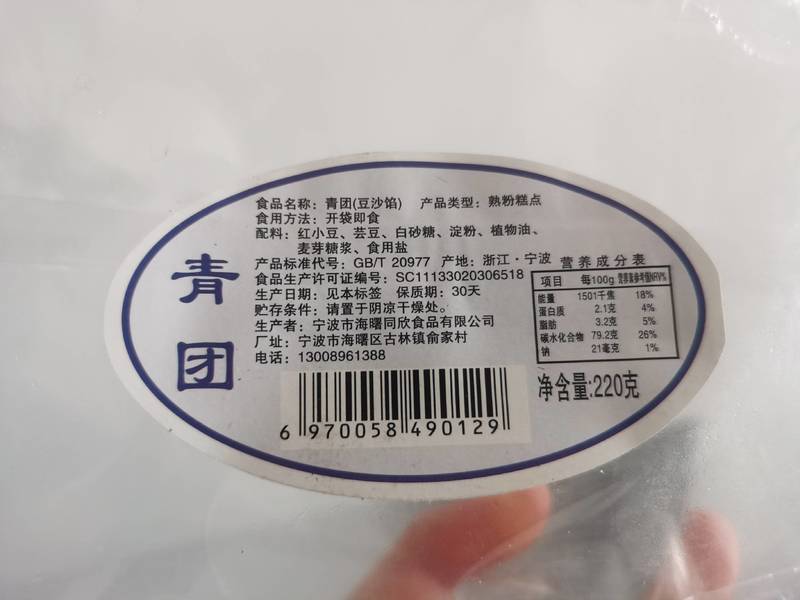 青团
食品名称：青团(豆沙馅) 产品类型：熟粉糕点
食用方法：开袋即食
配料：红小豆、芸豆、白砂糖、淀粉、植物油、
麦芽糖浆、食用盐
产品标准代号：GB/T 20977 产地：浙江·宁波
食品生产许可证编号：SC11133020306518
生产日期：见本标签 保质期：30天
贮存条件：请置于阴凉干燥处。
生产者：宁波市海曙同欣食品有限公司
厂址：宁波市海曙区古林镇俞家村
电话：13008961388
6 970058 490129
营养成分表
项目 每100g 营养素参考值NRV%
能量 1501千焦 18%
蛋白质 2.1克 4%
脂肪 3.2克 5%
碳水化合物 79.2克 26%
钠 21毫克 1%
净含量:220克